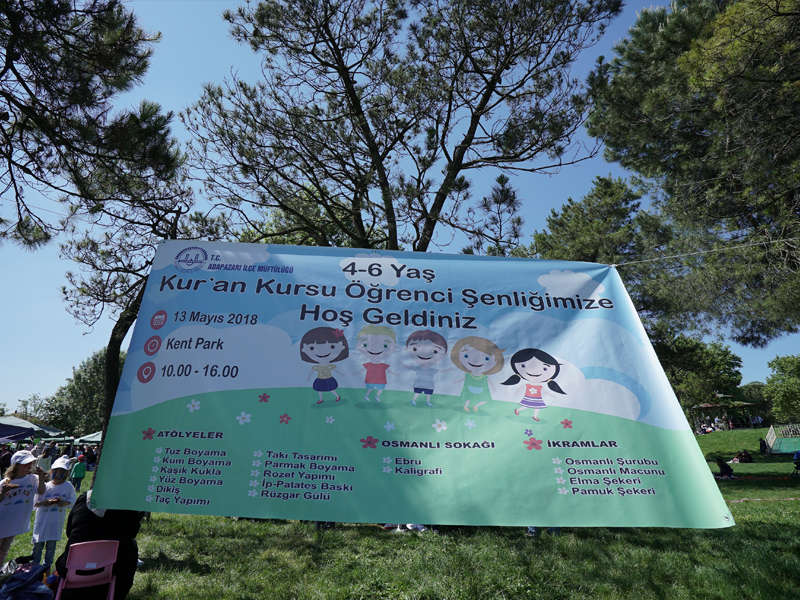 T.C.
ADAPAZARI İLÇE MÜFTÜLÜĞÜ
4-6 Yaş
Kur'an Kursu Öğrenci Şenliğimize
Hoş Geldiniz
13 Mayıs 2018
Kent Park
10.00 - 16.00
ATÖLYELER
Tuz Boyama
Kum Boyama
Kaşık Kukla
Yüz Boyama
Dikiş
Taç Yapımı
Takı Tasarımı
Parmak Boyama
Rozet Yapımı
İp-Patates Baskı
Rüzgar Gülü
OSMANLI SOKAĞI
Ebru
Kaligrafi
İKRAMLAR
Osmanlı Şurubu
Osmanlı Macunu
Elma Şekeri
Pamuk Şekeri